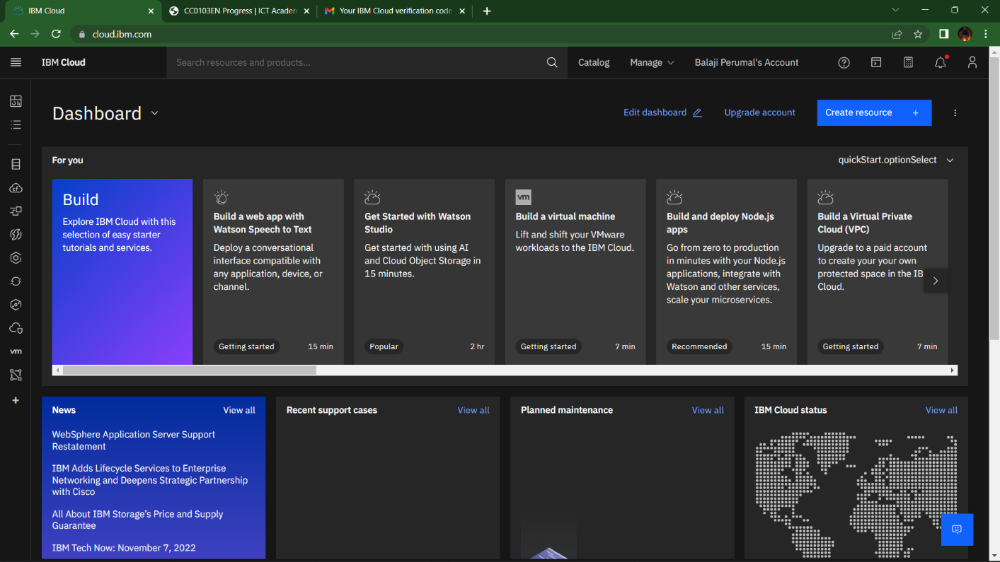 IBM Cloud
CC0103EN Progress | ICT Academ
Your IBM Cloud verification code
cloud.ibm.com
IBM Cloud
Search resources and products...
Catalog
Manage
Balaji Perumal's Account
Dashboard
Edit dashboard
Upgrade account
Create resource +
For you
quickStart.optionSelect
Build
Explore IBM Cloud with this
selection of easy starter
tutorials and services.
Build a web app with
Watson Speech to Text
Deploy a conversational
interface compatible with
any application, device, or
channel.
Getting started
15 min
Get Started with Watson
Studio
Get started with using AI
and Cloud Object Storage in
15 minutes.
Popular
2 hr
vm
Build a virtual machine
Lift and shift your VMware
workloads to the IBM Cloud.
Getting started
7 min
Build and deploy Node.js
apps
Go from zero to production
in minutes with your Node.js
applications, integrate with
Watson and other services,
scale your microservices.
Recommended
15 min
Build a Virtual Private
Cloud (VPC)
Upgrade to a paid account
to create your your own
protected space in the IB
Cloud.
Getting started
7 min
vm
News
View all
WebSphere Application Server Support
Restatement
IBM Adds Lifecycle Services to Enterprise
Networking and Deepens Strategic Partnership
with Cisco
All About IBM Storage's Price and Supply
Guarantee
IBM Tech Now: November 7, 2022
Recent support cases
View all
Planned maintenance
View all
IBM Cloud status
View all